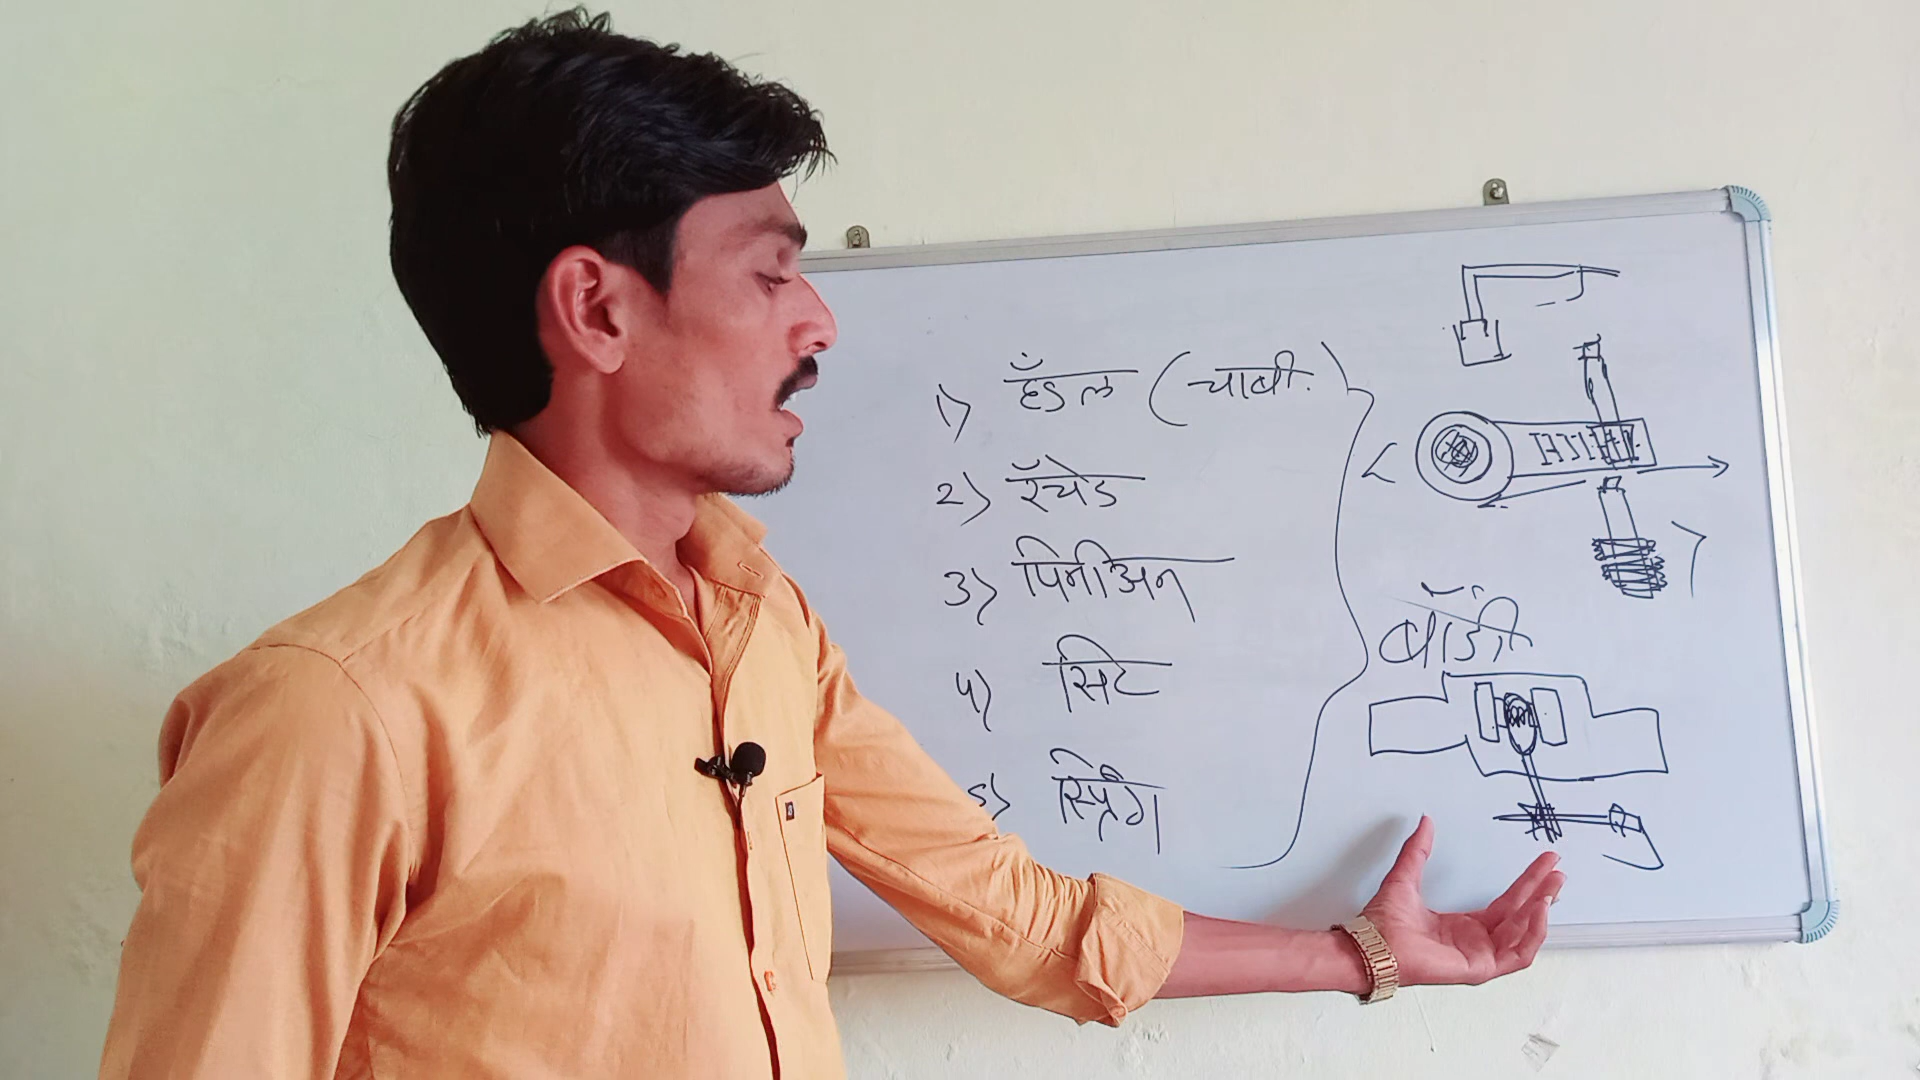 1) हँडल (चाबी.)
2) रॅचेड
3) पिनीअन
4) सिट
5) स्प्रिंग
बॉडी